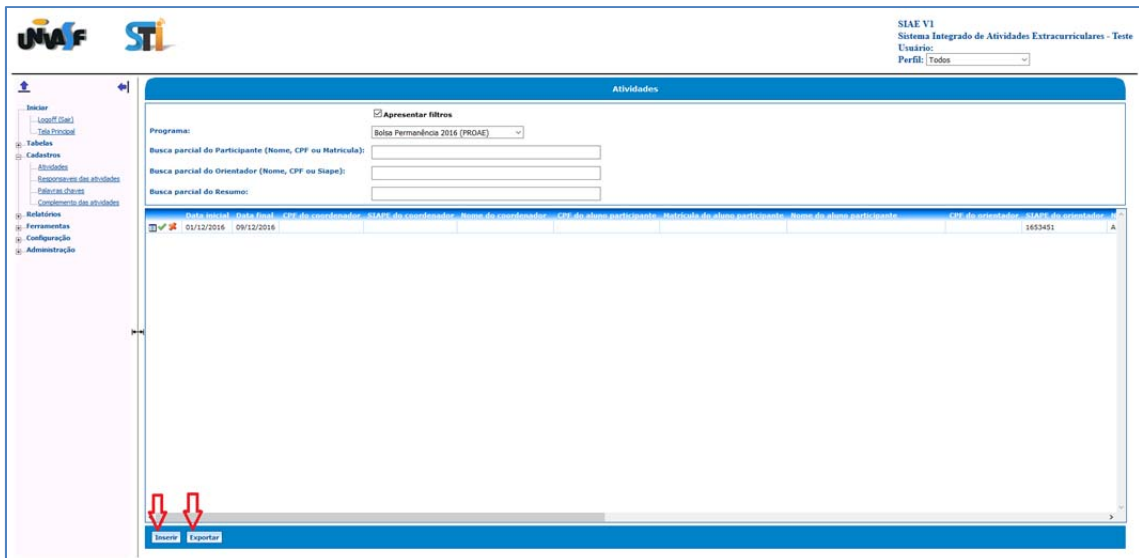 UNIVASF STI
SIAE V1
Sistema Integrado de Atividades Extracurriculares - Teste
Usuário:
Perfil: Todos
Atividades
Iniciar
Logoff (Sair)
Tela Principal
Tabelas
Cadastros
Atividades
Responsaveis das atividades
Palavras chaves
Complemento das atividades
Relatórios
Ferramentas
Configuração
Administração
Apresentar filtros
Programa: Bolsa Permanência 2016 (PROAE)
Busca parcial do Participante (Nome, CPF ou Matricula):
Busca parcial do Orientador (Nome, CPF ou Siape):
Busca parcial do Resumo:
Data inicial Data final CPF do coordenador SIAPE do coordenador Nome do coordenador CPF do aluno participante Matrícula do aluno participante Nome do aluno participante CPF do orientador SIAPE do orientador N
01/12/2016 09/12/2016 1653451 A
Inserir Exportar